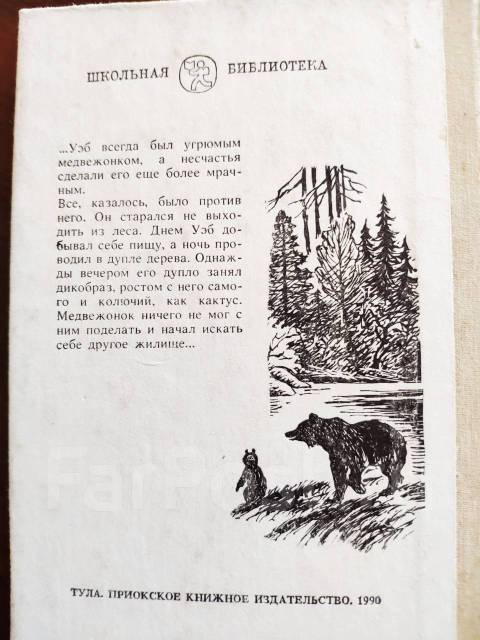 ШКОЛЬНАЯ БИБЛИОТЕКА
...Уэб всегда был угрюмым
медвежонком, а несчастья
сделали его еще более мрач-
ным.
Все, казалось, было против
него. Он старался не выхо-
дить из леса. Днем Уэб до-
бывал себе пищу, а ночь про-
водил в дупле дерева. Однаж-
ды вечером его дупло занял
дикобраз, ростом с него само-
го и колючий, как кактус.
Медвежонок ничего не мог с
ним поделать и начал искать
себе другое жилище...
FarPost
ТУЛА. ПРИОКСКОЕ КНИЖНОЕ ИЗДАТЕЛЬСТВО. 1990